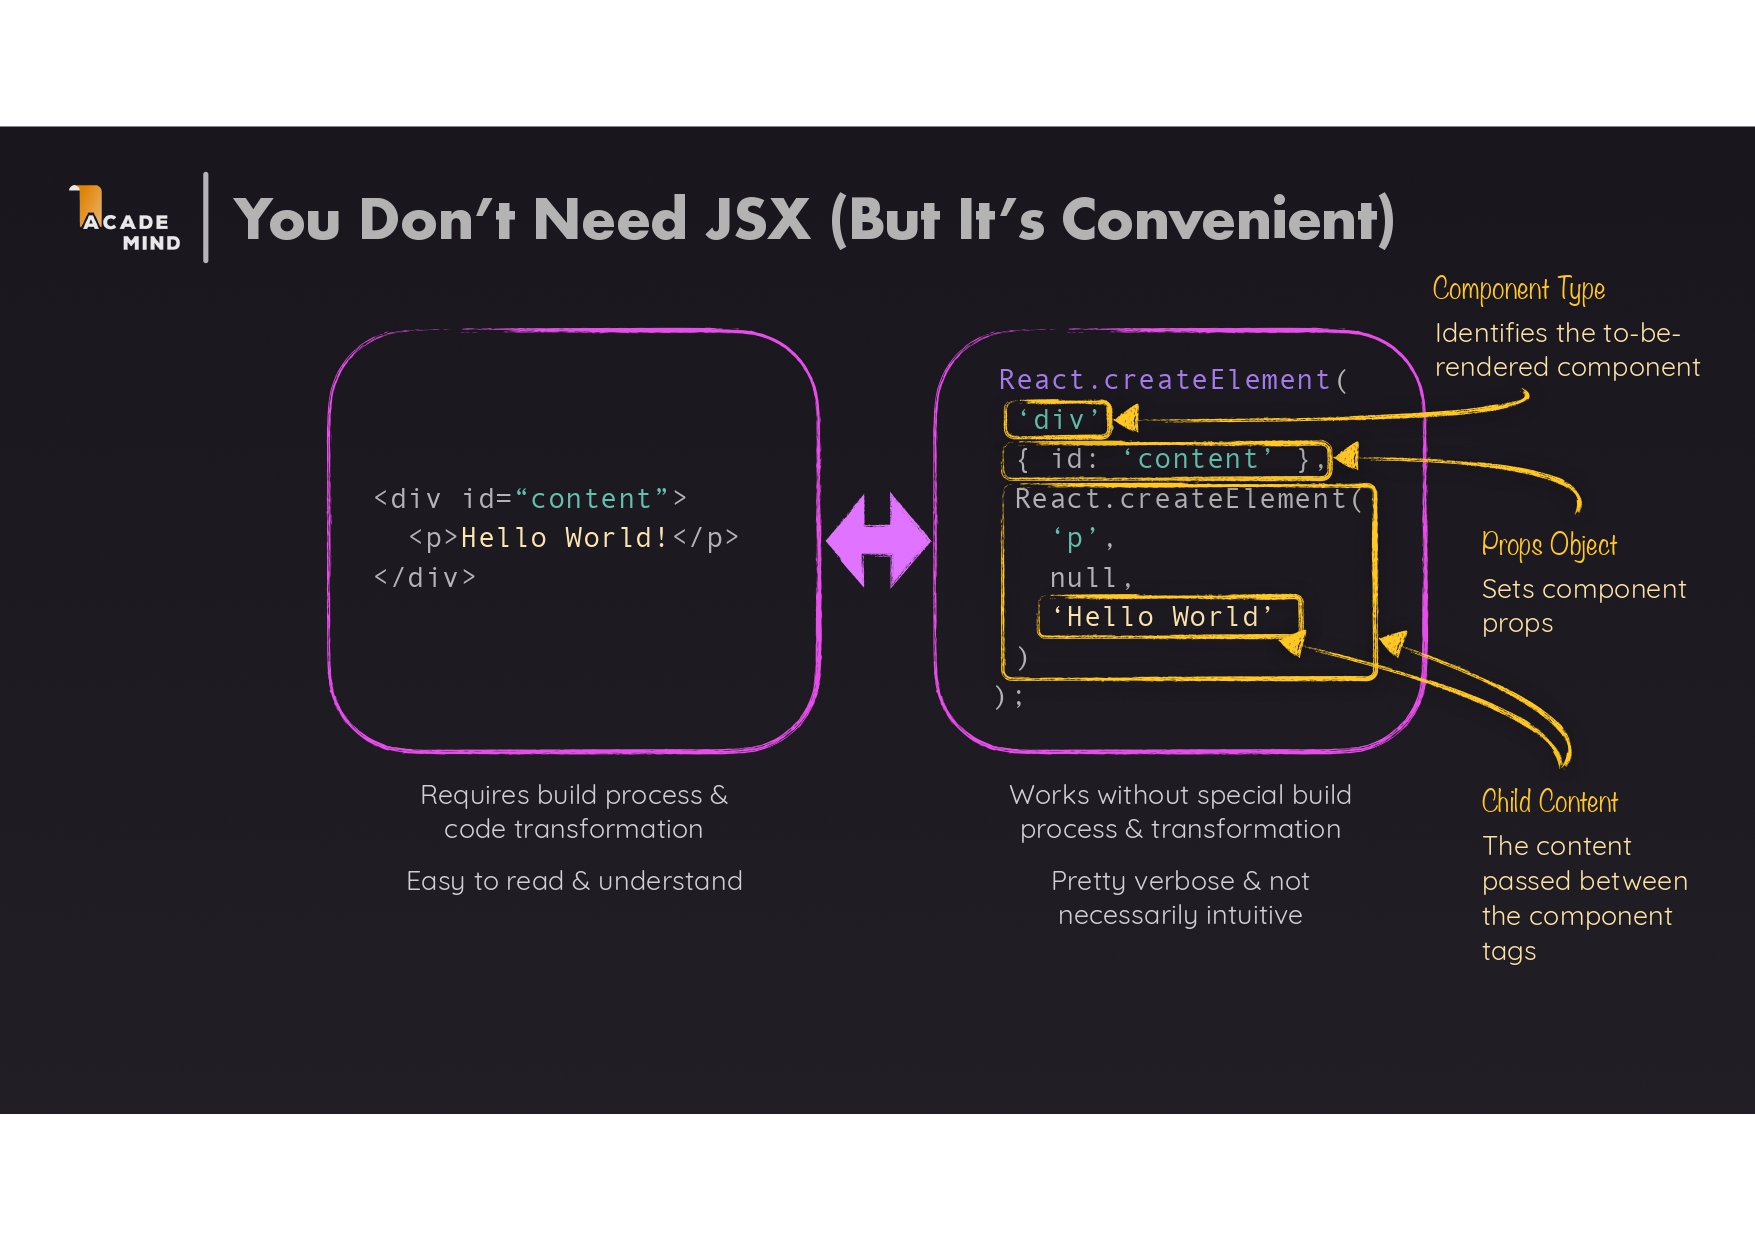 ACADE
MIND
You Don’t Need JSX (But It’s Convenient)
<div id=“content”>
<p>Hello World!</p>
</div>
Requires build process &
code transformation
Easy to read & understand
React.createElement(
‘div’,
{ id: ‘content’ },
React.createElement(
‘p’,
null,
‘Hello World’
)
);
Works without special build
process & transformation
Pretty verbose & not
necessarily intuitive
Component Type
Identifies the to-be-
rendered component
Props Object
Sets component
props
Child Content
The content
passed between
the component
tags